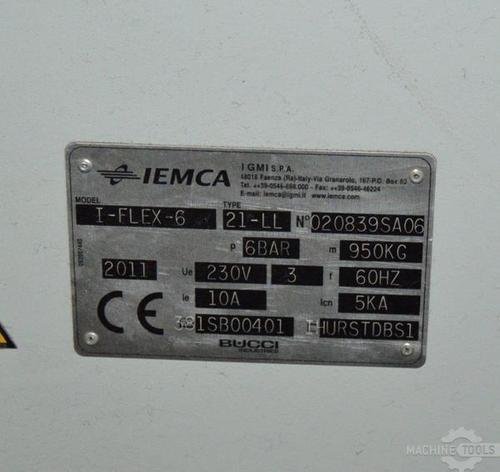 IEMCA
I G M I S.P.A.
48018 Faenza (Ra)-Italy-Via Granarolo, 167-P.O. Box 62
Tel. ++39-0546-698.000 - Fax: ++39-0546-46224
E-mail: iemca@igmi.it www.iemca.com
MODEL TYPE
I-FLEX-6 21-LL N° 020839SA06
p 6BAR m 950KG
2011 Ue 230V 3 f 60HZ
CE Ie 10A Icn 5KA
1SB00401 HURSTDBS1
BUCCI
INDUSTRIES
MACHINE TOOLS